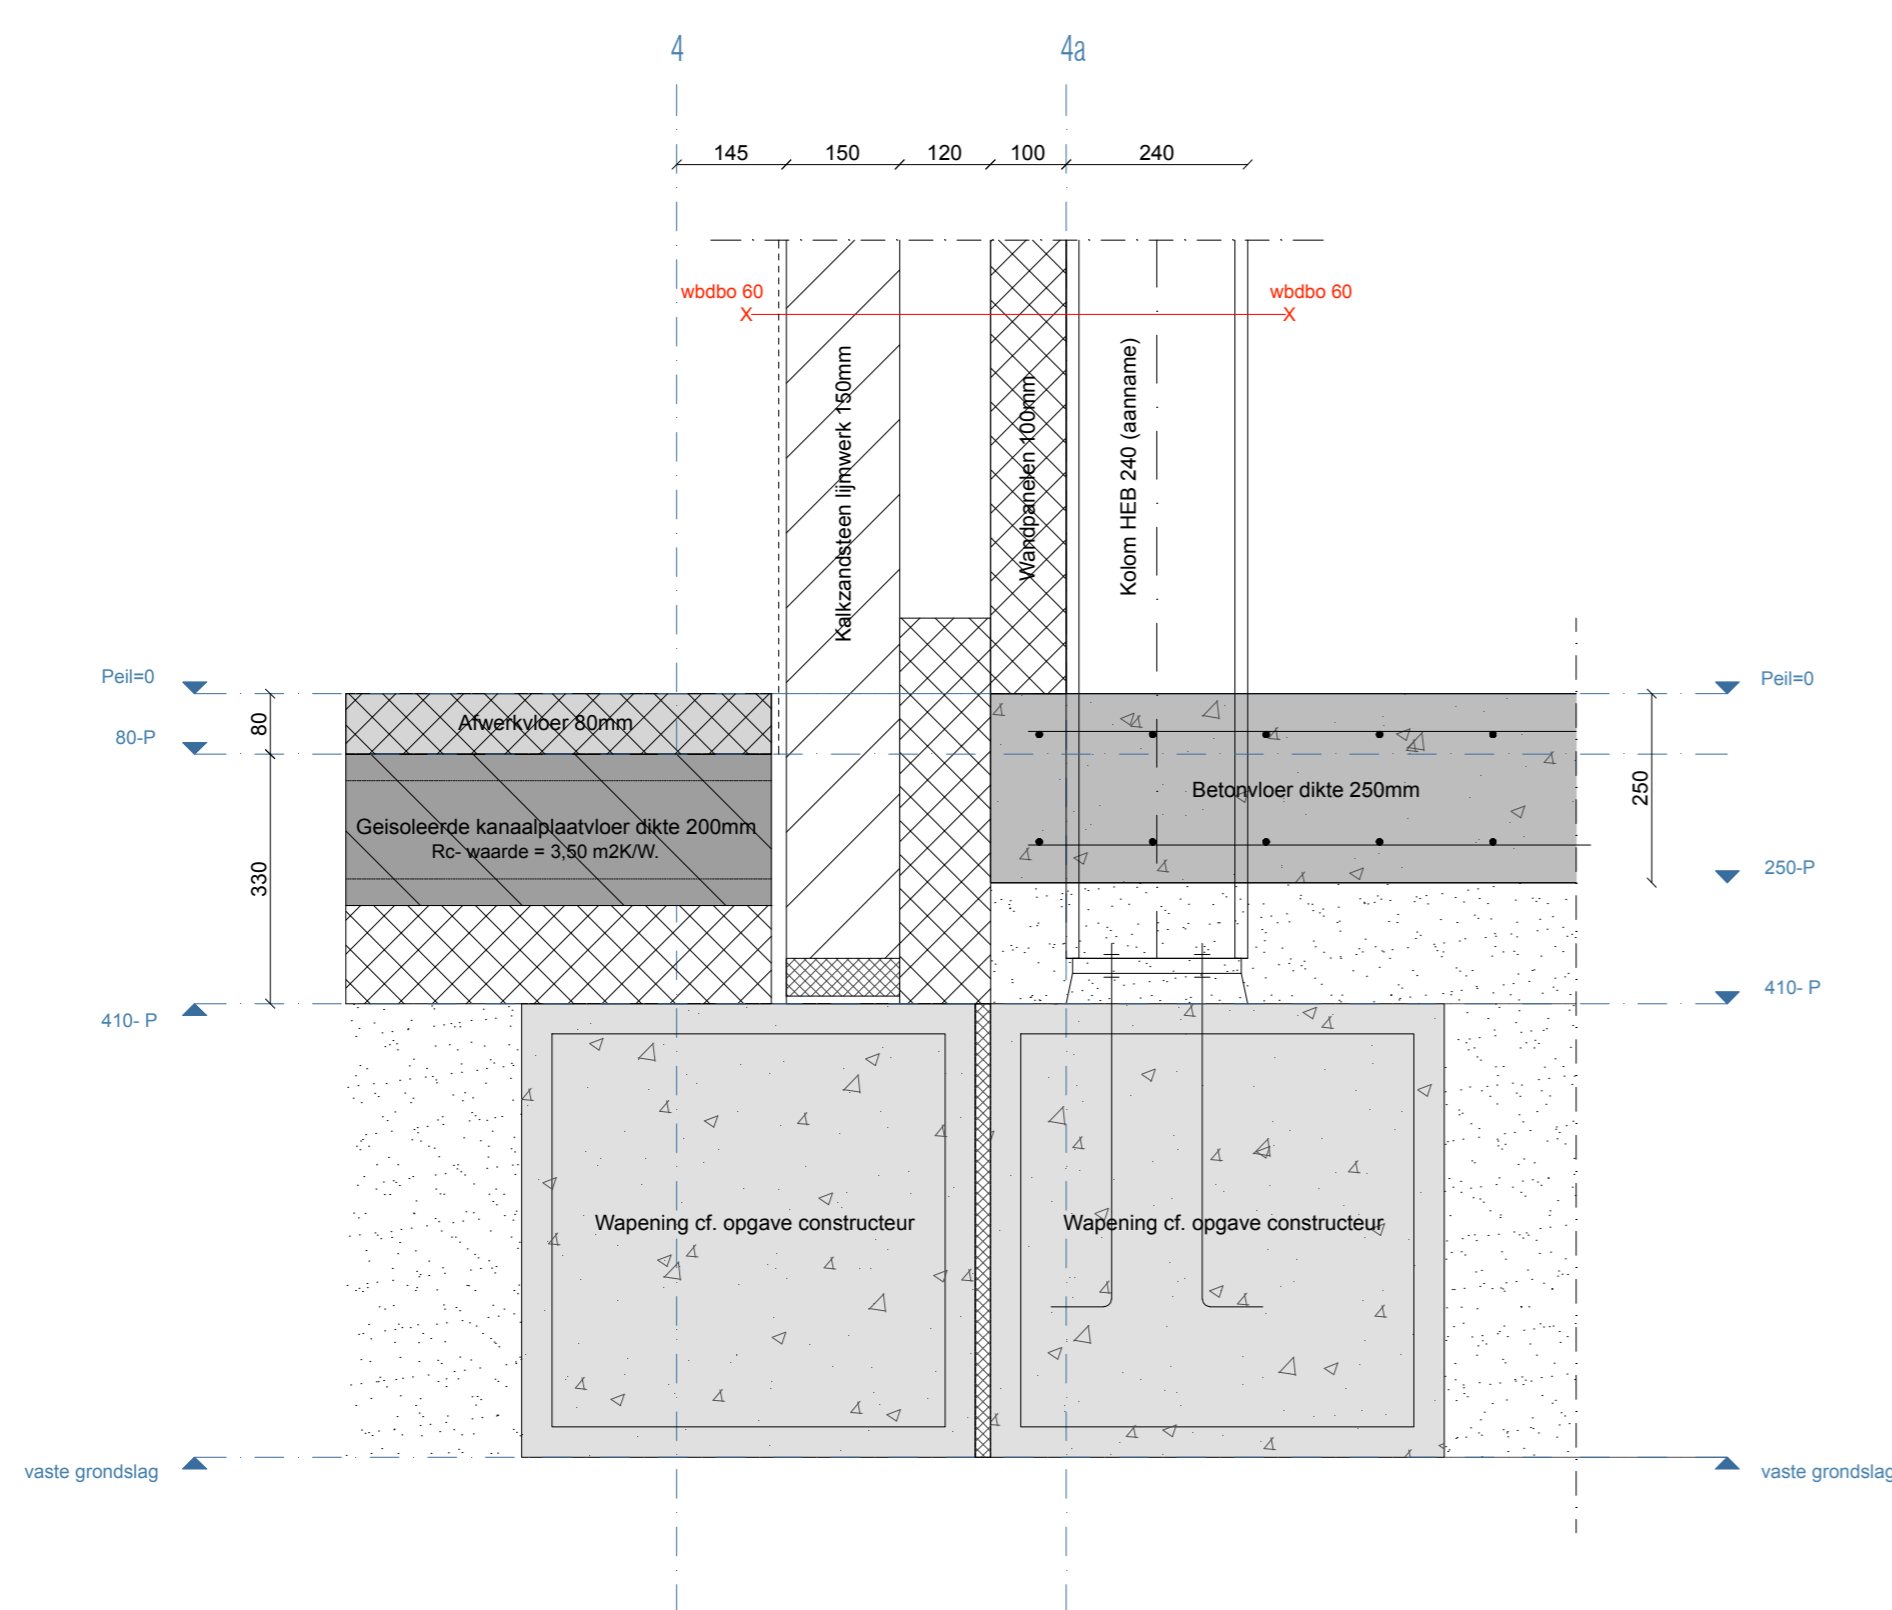 4
4a
145
150
120
100
240
wbdbo 60
wbdbo 60
X
X
Kalkzandsteen lijmwerk 150mm
Wandpanelen 100mm
Kolom HEB 240 (aanname)
Peil=0
Peil=0
80
Afwerkvloer 80mm
80-P
Betonvloer dikte 250mm
250
Geisoleerde kanaalplaatvloer dikte 200mm
Rc- waarde = 3,50 m2K/W.
330
250-P
410- P
410- P
Wapening cf. opgave constructeur
Wapening cf. opgave constructeur
vaste grondslag
vaste grondslag